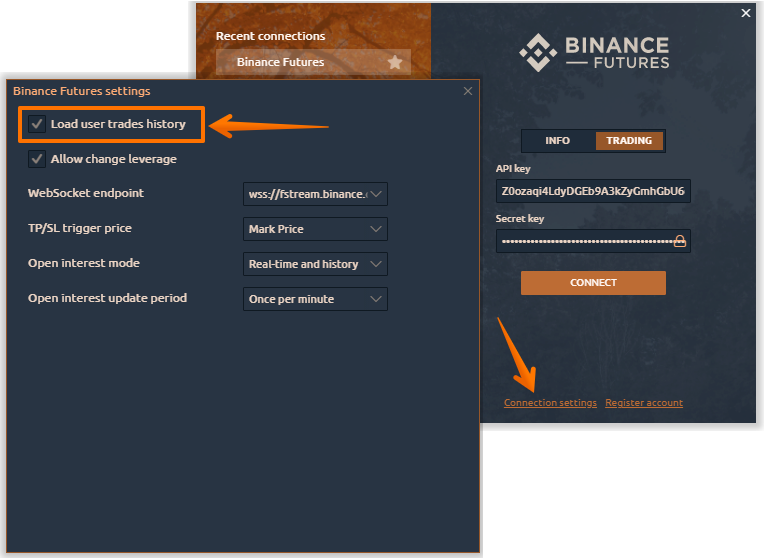 Recent connections
Binance Futures
BINANCE
FUTURES
INFO
TRADING
API key
Z0ozaqi4LdyDGEb9A3kZyGmhGbU6
Secret key
CONNECT
Connection settings
Register account
Binance Futures settings
Load user trades history
Allow change leverage
WebSocket endpoint
wss://fstream.binance.
TP/SL trigger price
Mark Price
Open interest mode
Real-time and history
Open interest update period
Once per minute